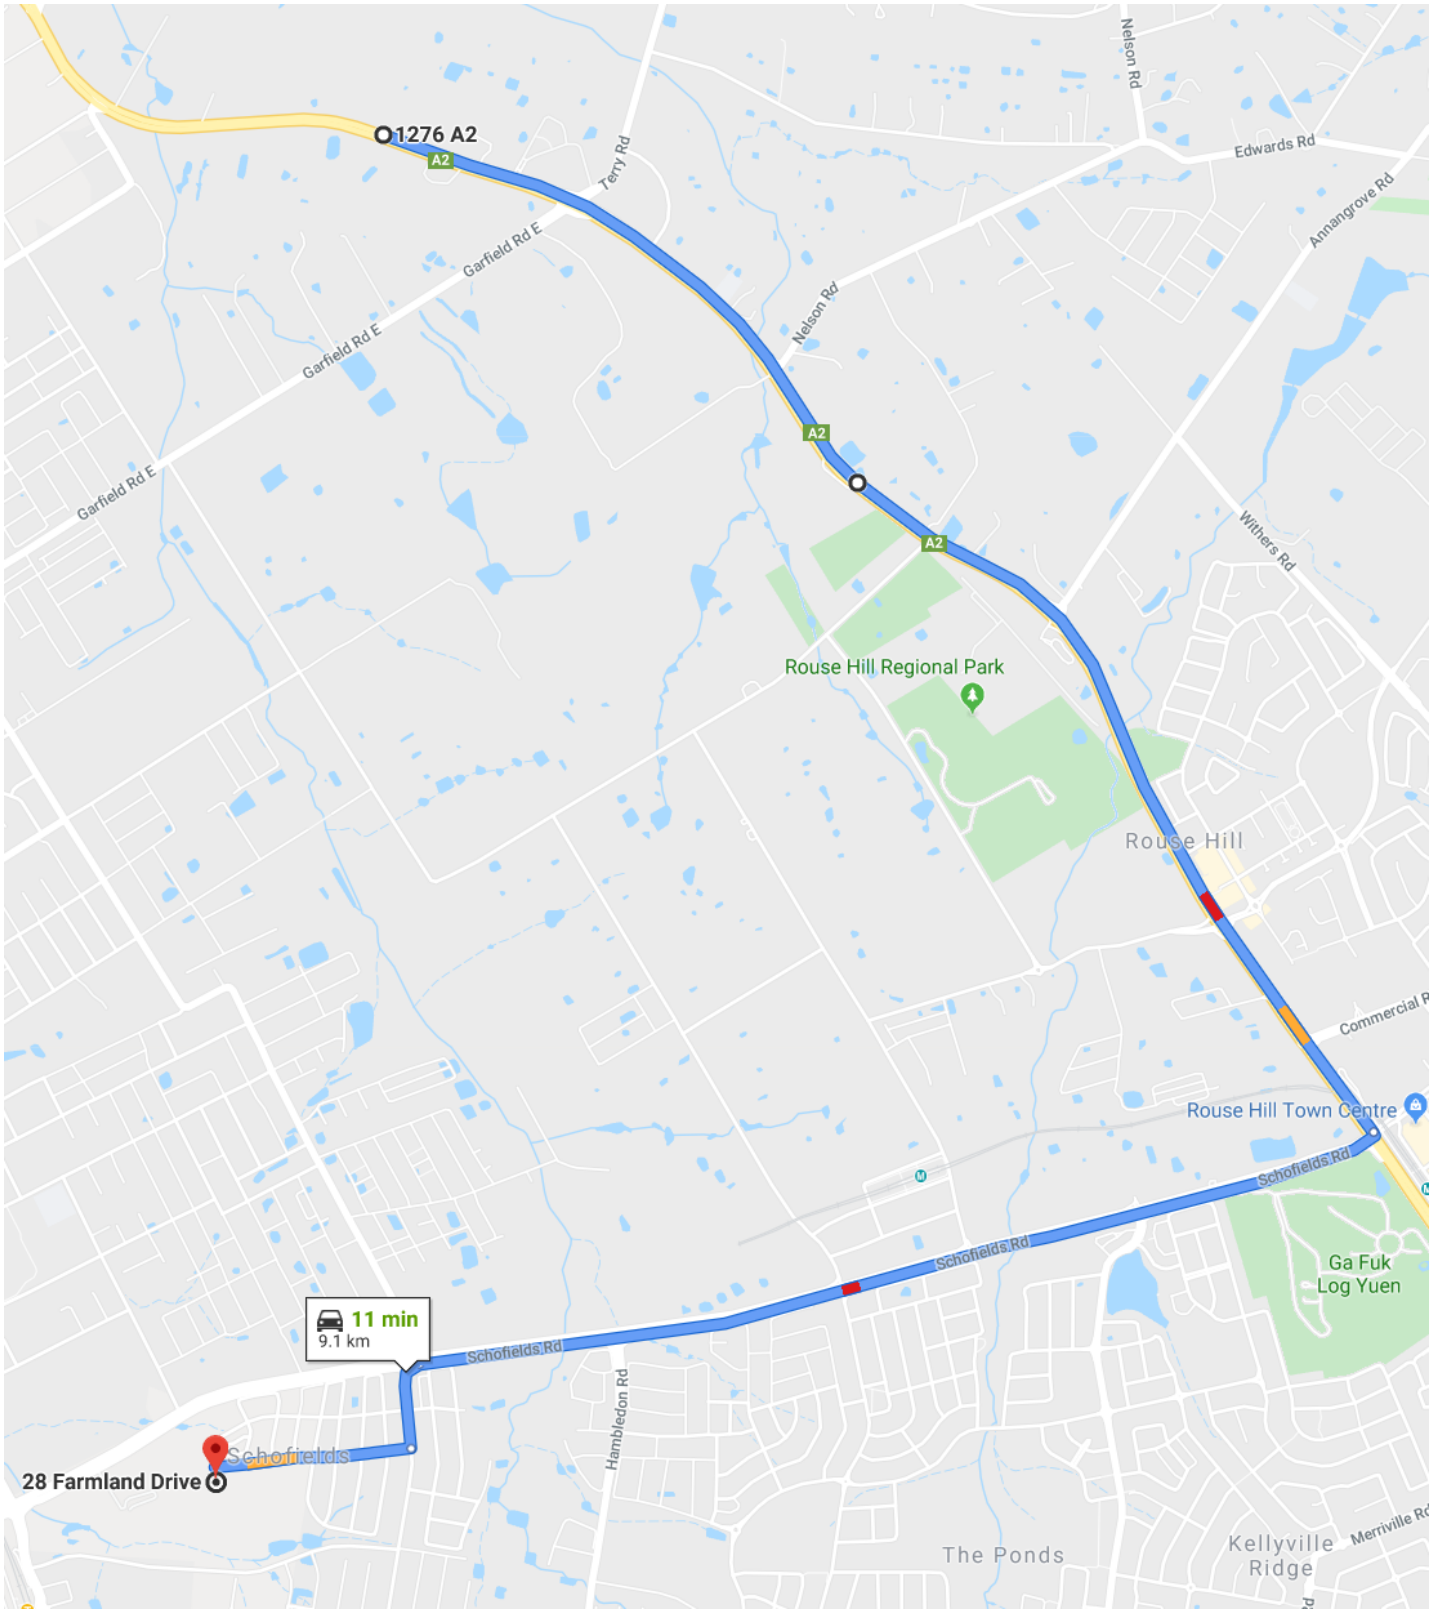 Nelson Rd
1276 A2
A2
Terry Rd
Edwards Rd
Annangrove Rd
Garfield Rd E
Nelson Rd
Garfield Rd E
A2
Garfield Rd E
A2
Withers Rd
Rouse Hill Regional Park
Rouse Hill
Commercial R
Rouse Hill Town Centre
M
Schofields Rd
M
Schofields Rd
Ga Fuk
Log Yuen
11 min
9.1 km
Schofields Rd
Hambledon Rd
Schofields
28 Farmland Drive
Merriville Rd
Kellyville
Ridge
The Ponds
Rd